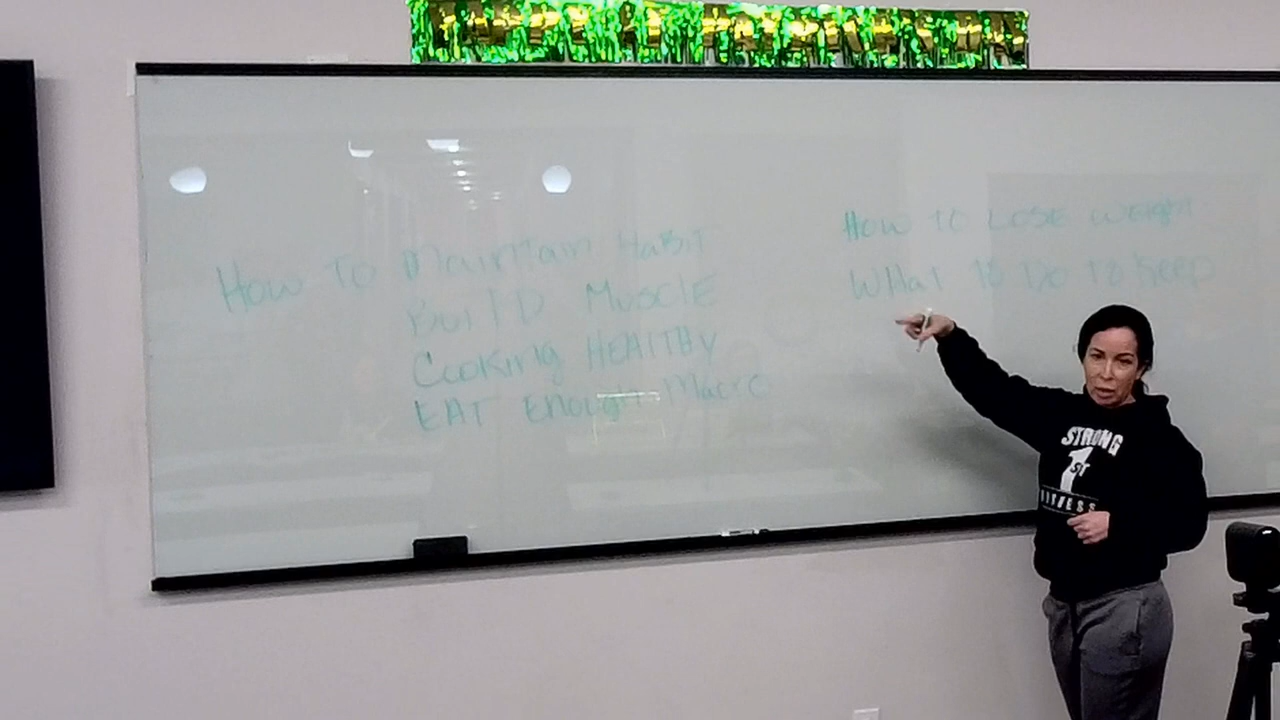 How To Maintain Habit
Build Muscle
Cooking HEAlTHy
EAT Enough Macro
How to Lose weight
WHat to Do to Keep
STRONG
1ST
FITNESS